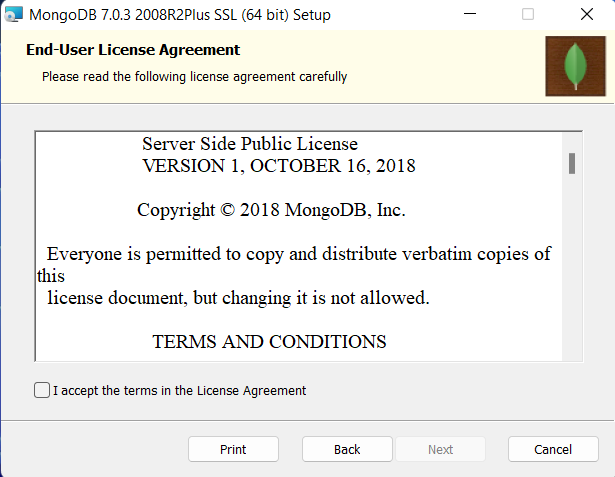 MongoDB 7.0.3 2008R2Plus SSL (64 bit) Setup
End-User License Agreement
Please read the following license agreement carefully
Server Side Public License
VERSION 1, OCTOBER 16, 2018
Copyright © 2018 MongoDB, Inc.
Everyone is permitted to copy and distribute verbatim copies of
this
license document, but changing it is not allowed.
TERMS AND CONDITIONS
I accept the terms in the License Agreement
Print
Back
Next
Cancel